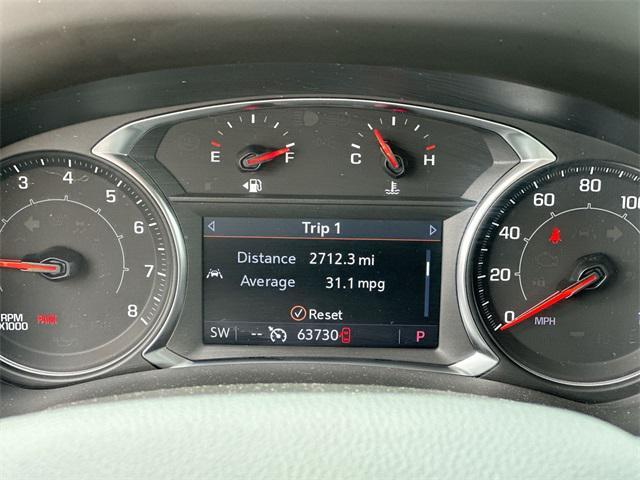 E F
C H
3 4 5 6 7 8
RPM
X1000
PARK
Trip 1
Distance 2712.3 mi
Average 31.1 mpg
Reset
SW -- 63730 P
0 20 40 60 80 100
MPH